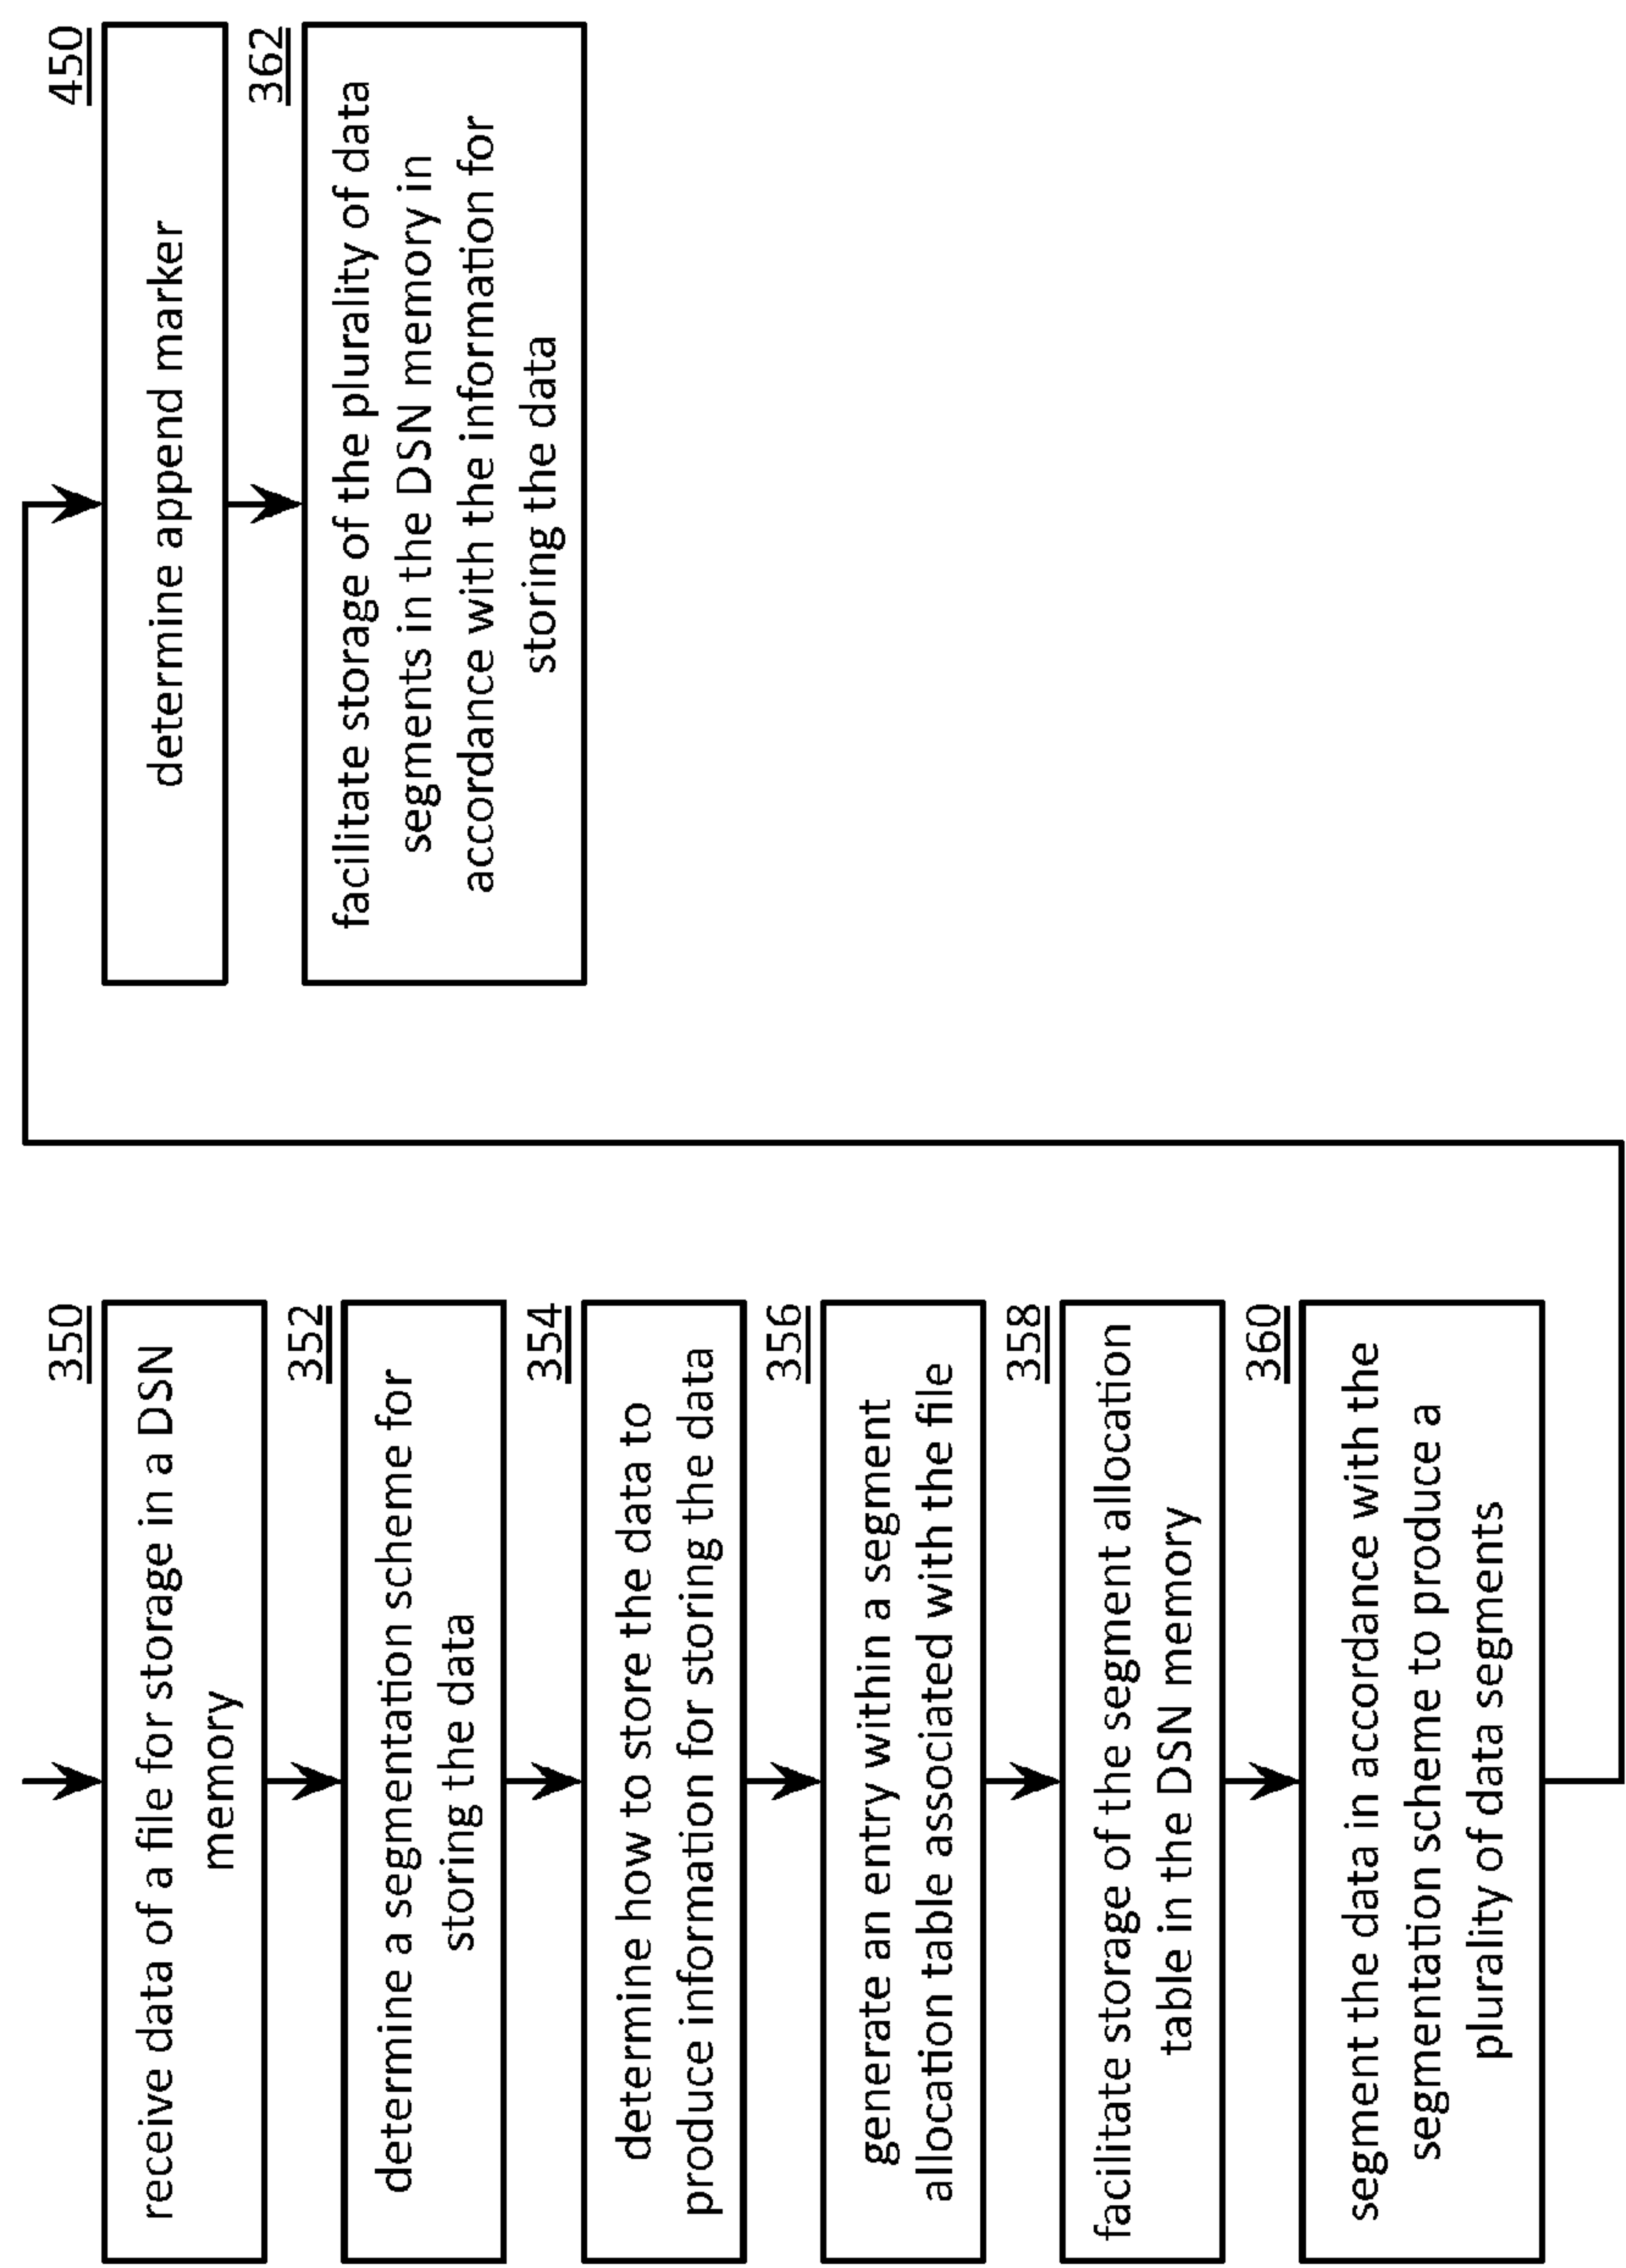 350
receive data of a file for storage in a DSN
memory
352
determine a segmentation scheme for
storing the data
354
determine how to store the data to
produce information for storing the data
356
generate an entry within a segment
allocation table associated with the file
358
facilitate storage of the segment allocation
table in the DSN memory
360
segment the data in accordance with the
segmentation scheme to produce a
plurality of data segments
450
determine append marker
362
facilitate storage of the plurality of data
segments in the DSN memory in
accordance with the information for
storing the data